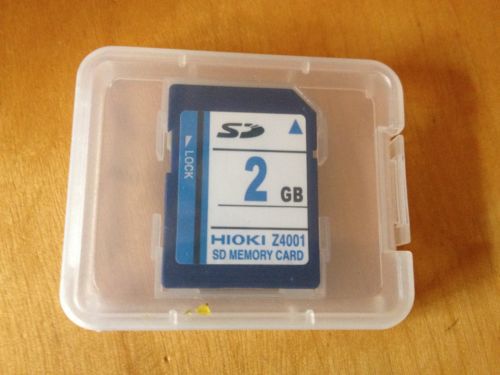 SD
LOCK
2 GB
HIOKI Z4001
SD MEMORY CARD